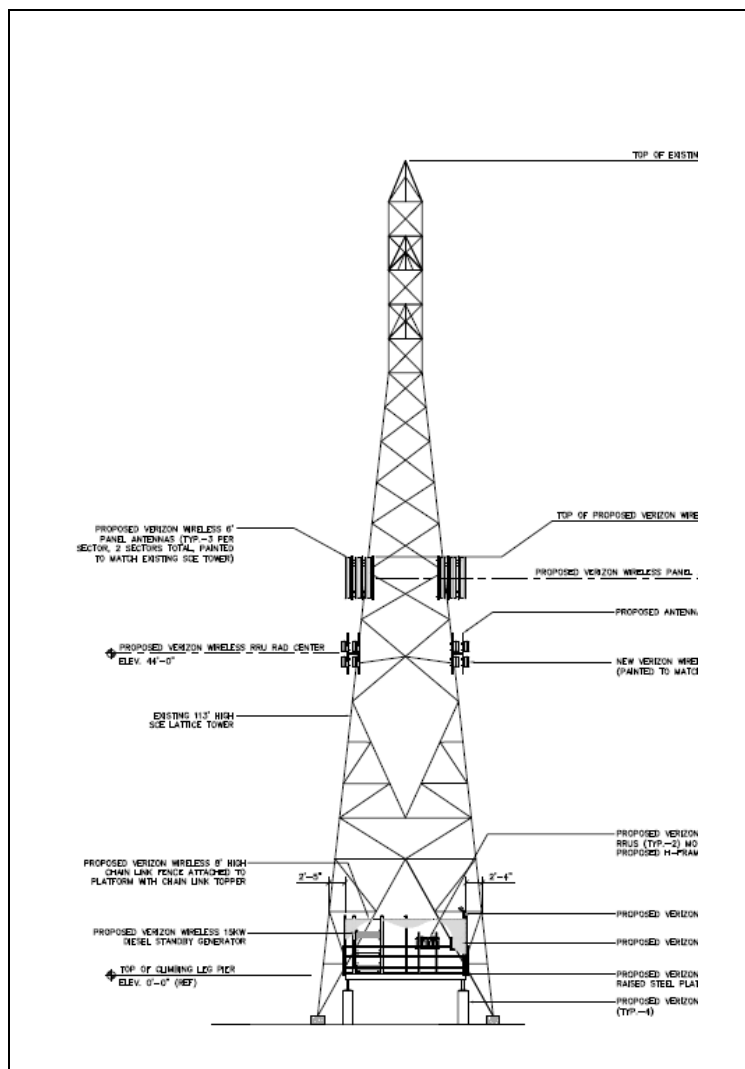 TOP OF EXISTIN
PROPOSED VERIZON WIRELESS 6'
PANEL ANTENNAS (TYP.-3 PER
SECTOR, 2 SECTORS TOTAL, PAINTED
TO MATCH EXISTING SCE TOWER)
TOP OF PROPOSED VERIZON WIRE
PROPOSED VERIZON WIRELESS PANEL
PROPOSED ANTENNA
PROPOSED VERIZON WIRELESS RRU RAD CENTER
ELEV. 44'-0"
NEW VERIZON WIREL
(PAINTED TO MATC
EXISTING 113' HIGH
SCE LATTICE TOWER
PROPOSED VERIZON
RRUS (TYP.-2) MO
PROPOSED H-FRAM
PROPOSED VERIZON WIRELESS 8' HIGH
CHAIN LINK FENCE ATTACHED TO
PLATFORM WITH CHAIN LINK TOPPER
2'-4"
PROPOSED VERIZON
PROPOSED VERIZON WIRELESS 15KW
DIESEL STANDBY GENERATOR
PROPOSED VERIZON
TOP OF CLIMBING LEG PIER
ELEV. 0'-0" (REF)
PROPOSED VERIZON
RAISED STEEL PLAT
PROPOSED VERIZON
(TYP.-4)